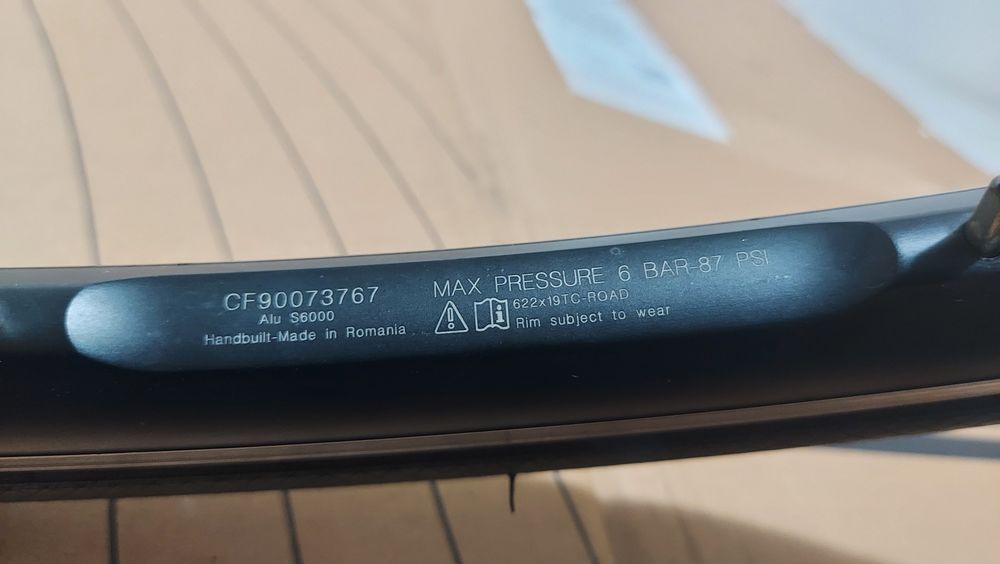 CF90073767
Alu S6000
Handbuilt-Made in Romania
MAX PRESSURE 6 BAR-87 PSI
622x19TC-ROAD
Rim subject to wear